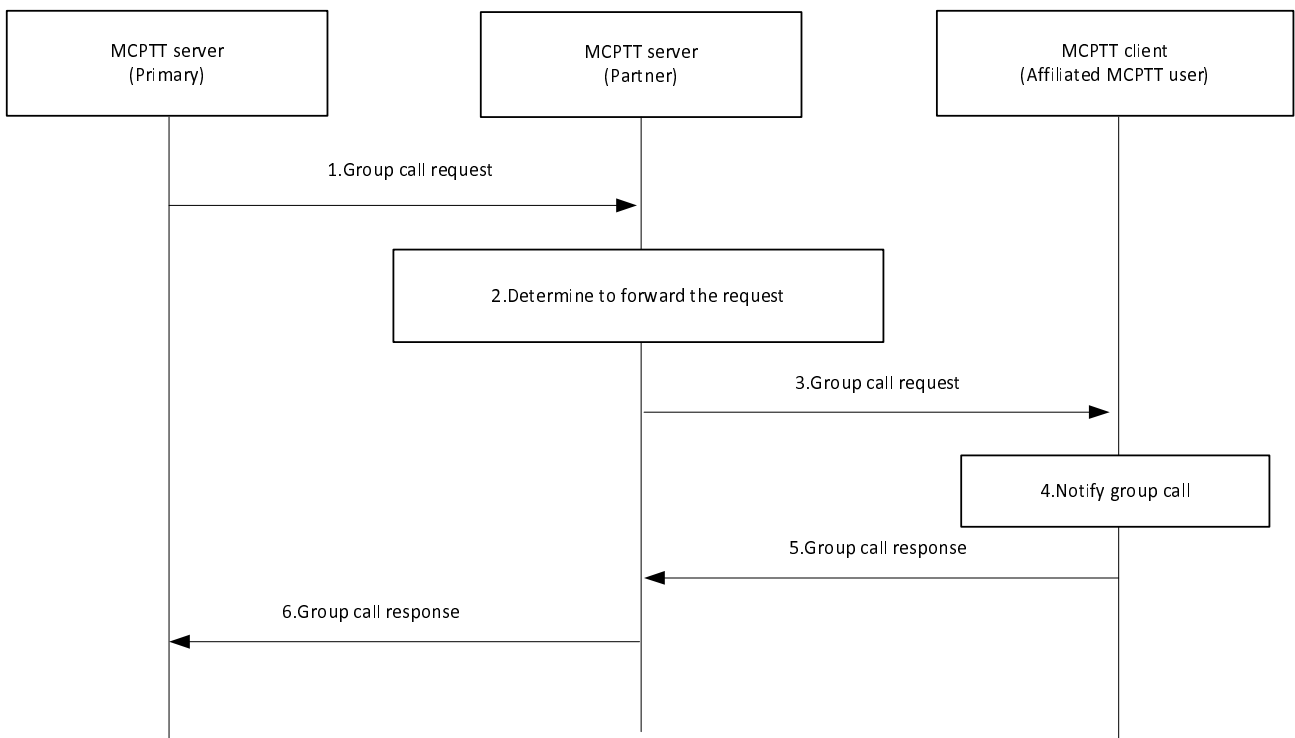 MCPTT server
(Primary)
MCPTT server
(Partner)
MCPTT client
(Affiliated MCPTT user)
1.Group call request
2.Determine to forward the request
3.Group call request
4.Notify group call
5.Group call response
6.Group call response